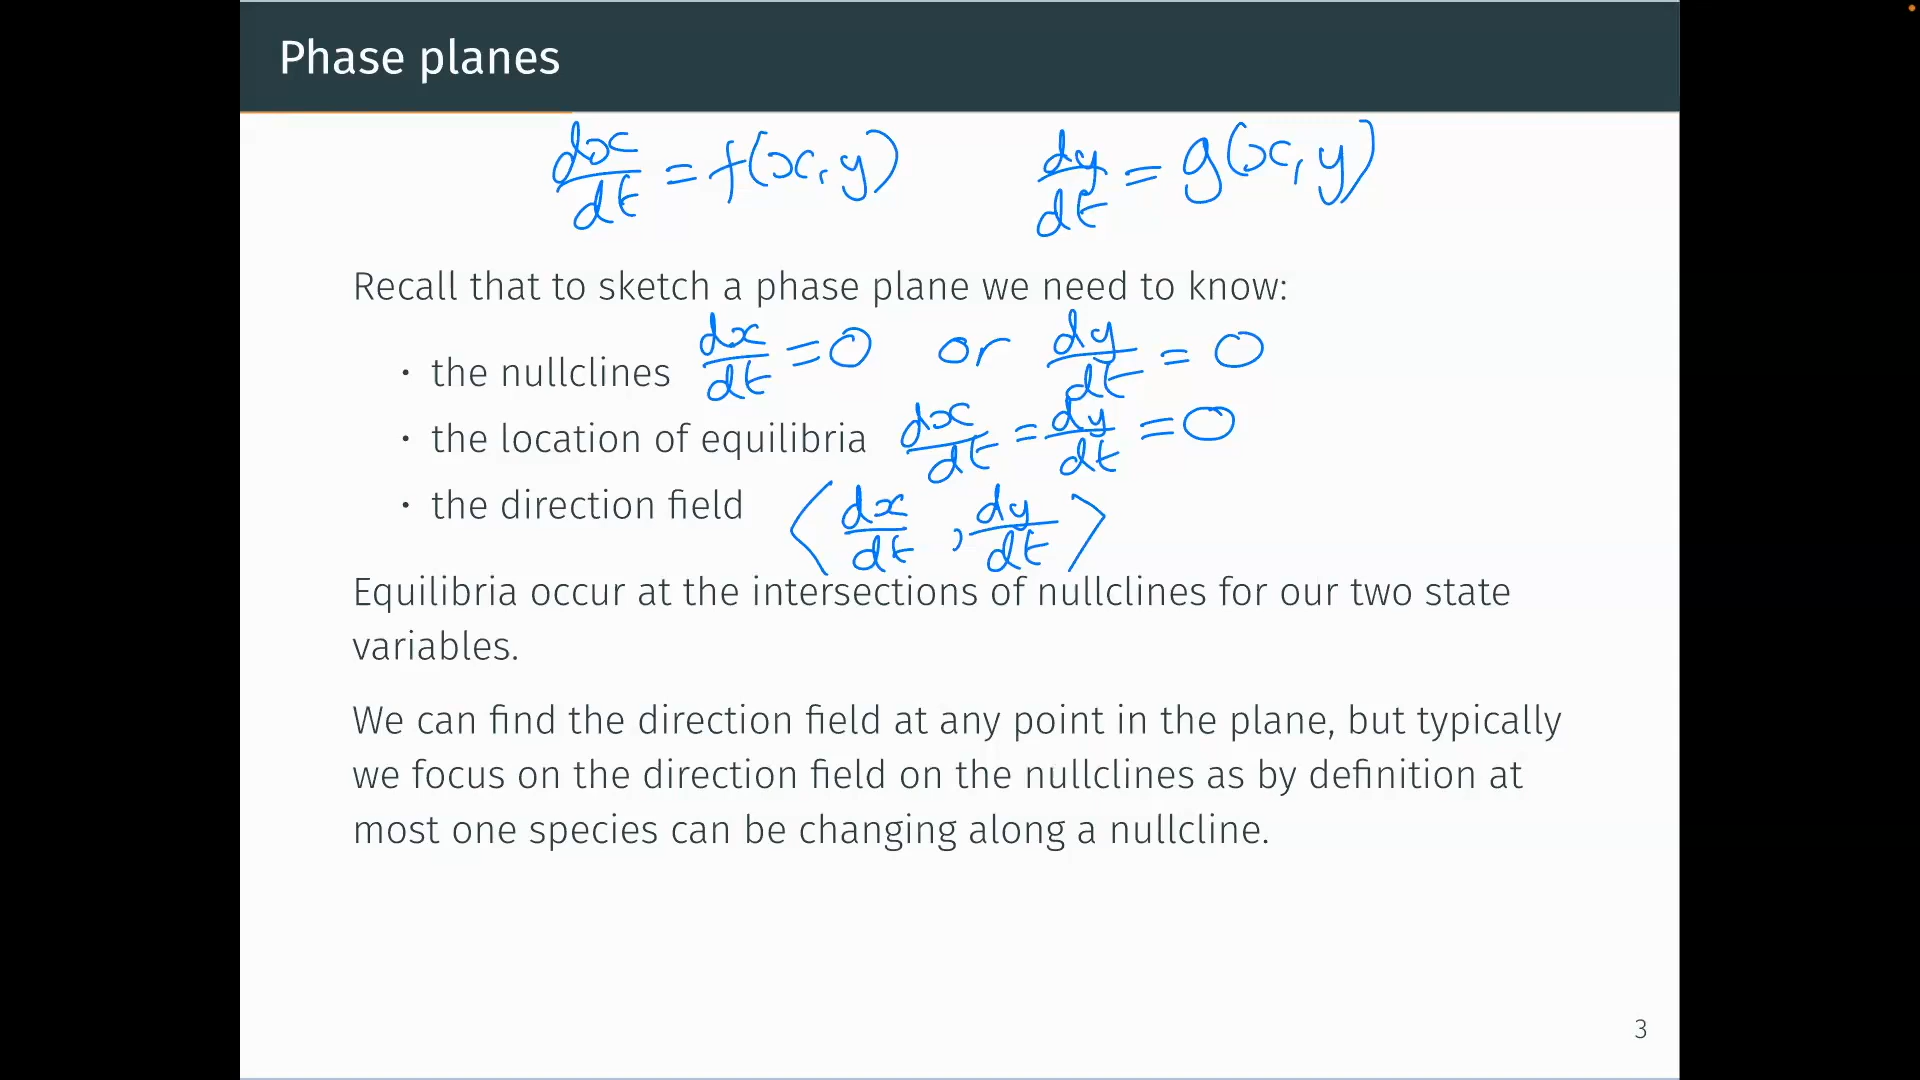 Phase planes
dx/dt = f(x, y) dy/dt = g(x, y)
Recall that to sketch a phase plane we need to know:
• the nullclines dx/dt = 0 or dy/dt = 0
• the location of equilibria dx/dt = dy/dt = 0
• the direction field ⟨dx/dt, dy/dt⟩
Equilibria occur at the intersections of nullclines for our two state
variables.
We can find the direction field at any point in the plane, but typically
we focus on the direction field on the nullclines as by definition at
most one species can be changing along a nullcline.
3